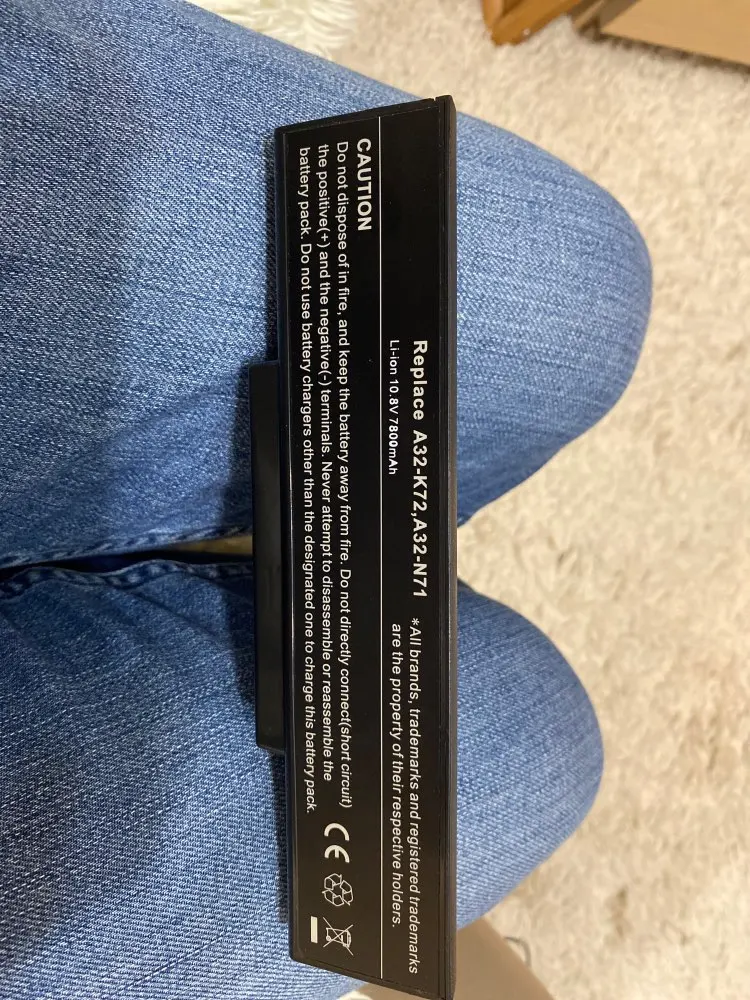 Replace A32-K72,A32-N71
Li-ion 10.8V 7800mAh
*All brands, trademarks and registered trademarks
are the property of their respective holders.
CAUTION
Do not dispose of in fire, and keep the battery away from fire. Do not directly connect(short circuit)
the positive(+) and the negative(-) terminals. Never attempt to disassemble or reassemble the
battery pack. Do not use battery chargers other than the designated one to charge this battery pack.
CE